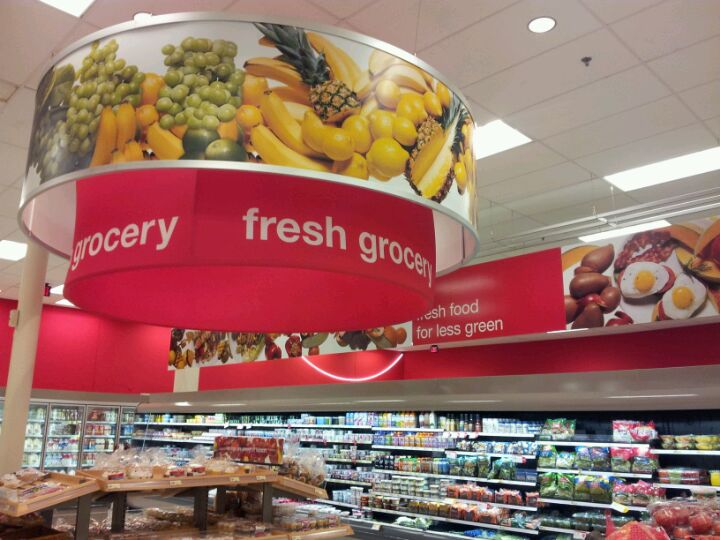 grocery
fresh grocery
fresh food
for less green